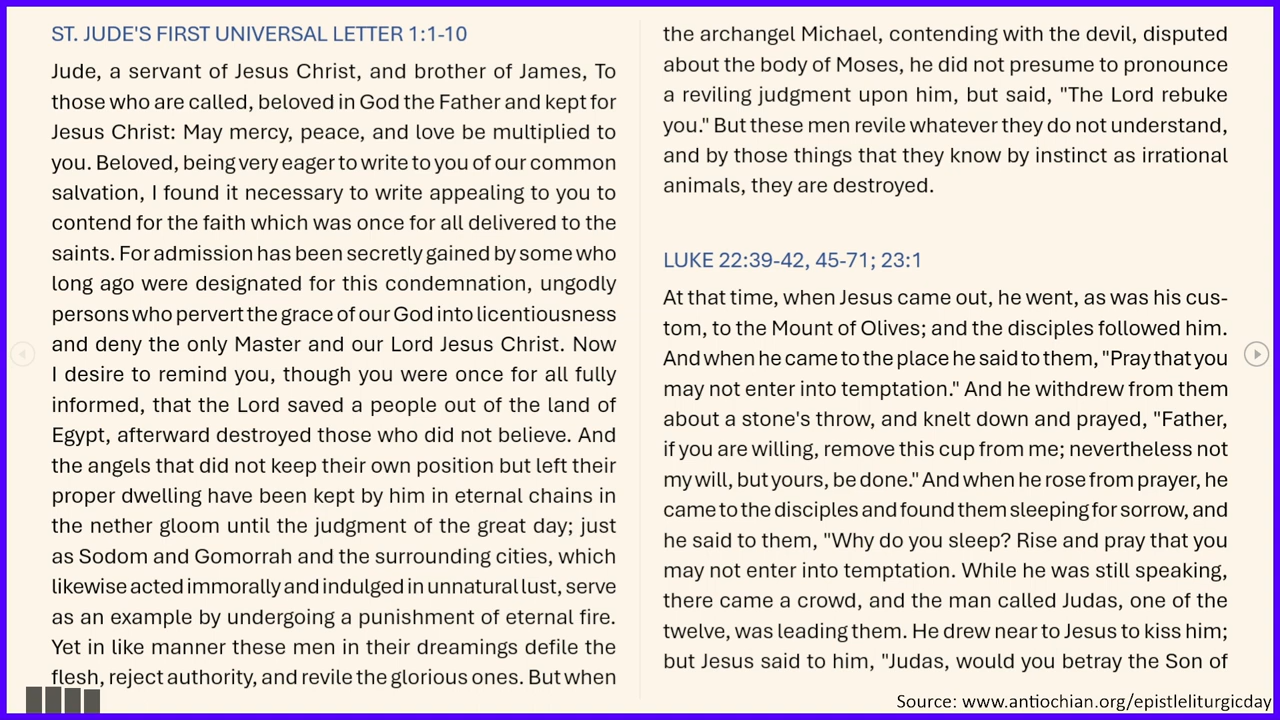 ST. JUDE'S FIRST UNIVERSAL LETTER 1:1-10
Jude, a servant of Jesus Christ, and brother of James, To
those who are called, beloved in God the Father and kept for
Jesus Christ: May mercy, peace, and love be multiplied to
you. Beloved, being very eager to write to you of our common
salvation, I found it necessary to write appealing to you to
contend for the faith which was once for all delivered to the
saints. For admission has been secretly gained by some who
long ago were designated for this condemnation, ungodly
persons who pervert the grace of our God into licentiousness
and deny the only Master and our Lord Jesus Christ. Now
I desire to remind you, though you were once for all fully
informed, that the Lord saved a people out of the land of
Egypt, afterward destroyed those who did not believe. And
the angels that did not keep their own position but left their
proper dwelling have been kept by him in eternal chains in
the nether gloom until the judgment of the great day; just
as Sodom and Gomorrah and the surrounding cities, which
likewise acted immorally and indulged in unnatural lust, serve
as an example by undergoing a punishment of eternal fire.
Yet in like manner these men in their dreamings defile the
flesh, reject authority, and revile the glorious ones. But when
the archangel Michael, contending with the devil, disputed
about the body of Moses, he did not presume to pronounce
a reviling judgment upon him, but said, "The Lord rebuke
you." But these men revile whatever they do not understand,
and by those things that they know by instinct as irrational
animals, they are destroyed.
LUKE 22:39-42, 45-71; 23:1
At that time, when Jesus came out, he went, as was his cus-
tom, to the Mount of Olives; and the disciples followed him.
And when he came to the place he said to them, "Pray that you
may not enter into temptation." And he withdrew from them
about a stone's throw, and knelt down and prayed, "Father,
if you are willing, remove this cup from me; nevertheless not
my will, but yours, be done." And when he rose from prayer, he
came to the disciples and found them sleeping for sorrow, and
he said to them, "Why do you sleep? Rise and pray that you
may not enter into temptation. While he was still speaking,
there came a crowd, and the man called Judas, one of the
twelve, was leading them. He drew near to Jesus to kiss him;
but Jesus said to him, "Judas, would you betray the Son of
Source: www.antiochian.org/epistleliturgicday